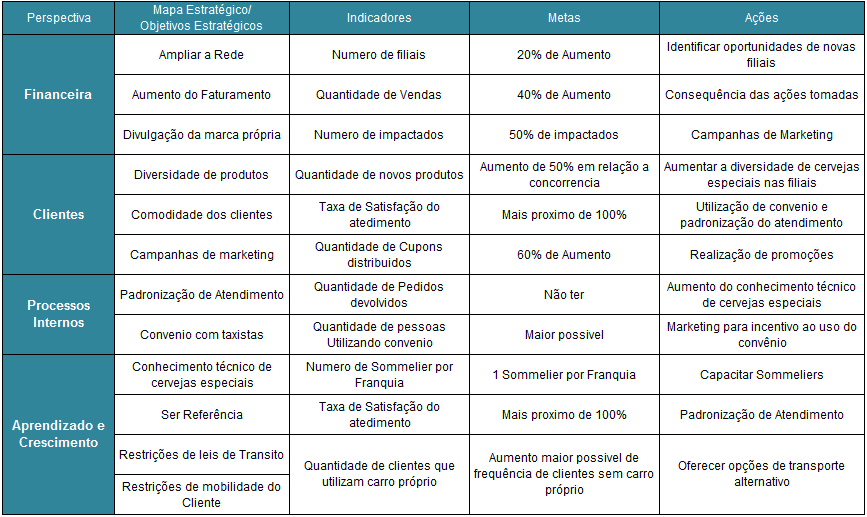 Perspectiva
Mapa Estratégico/
Objetivos Estratégicos
Indicadores
Metas
Ações
Financeira
Ampliar a Rede
Numero de filiais
20% de Aumento
Identificar oportunidades de novas
filiais
Aumento do Faturamento
Quantidade de Vendas
40% de Aumento
Consequência das ações tomadas
Divulgação da marca própria
Numero de impactados
50% de impactados
Campanhas de Marketing
Clientes
Diversidade de produtos
Quantidade de novos produtos
Aumento de 50% em relação a
concorrencia
Aumentar a diversidade de cervejas
especiais nas filiais
Comodidade dos clientes
Taxa de Satisfação do
atedimento
Mais proximo de 100%
Utilização de convenio e
padronização do atendimento
Campanhas de marketing
Quantidade de Cupons
distribuidos
60% de Aumento
Realização de promoções
Processos
Internos
Padronização de Atendimento
Quantidade de Pedidos
devolvidos
Não ter
Aumento do conhecimento técnico
de cervejas especiais
Convenio com taxistas
Quantidade de pessoas
Utilizando convenio
Maior possivel
Marketing para incentivo ao uso do
convênio
Aprendizado e
Crescimento
Conhecimento técnico de
cervejas especiais
Numero de Sommelier por
Franquia
1 Sommelier por Franquia
Capacitar Sommeliers
Ser Referência
Taxa de Satisfação do
atedimento
Mais proximo de 100%
Padronização de Atendimento
Restrições de leis de Transito
Restrições de mobilidade do
Cliente
Quantidade de clientes que
utilizam carro próprio
Aumento maior possivel de
frequência de clientes sem carro
próprio
Oferecer opções de transporte
alternativo